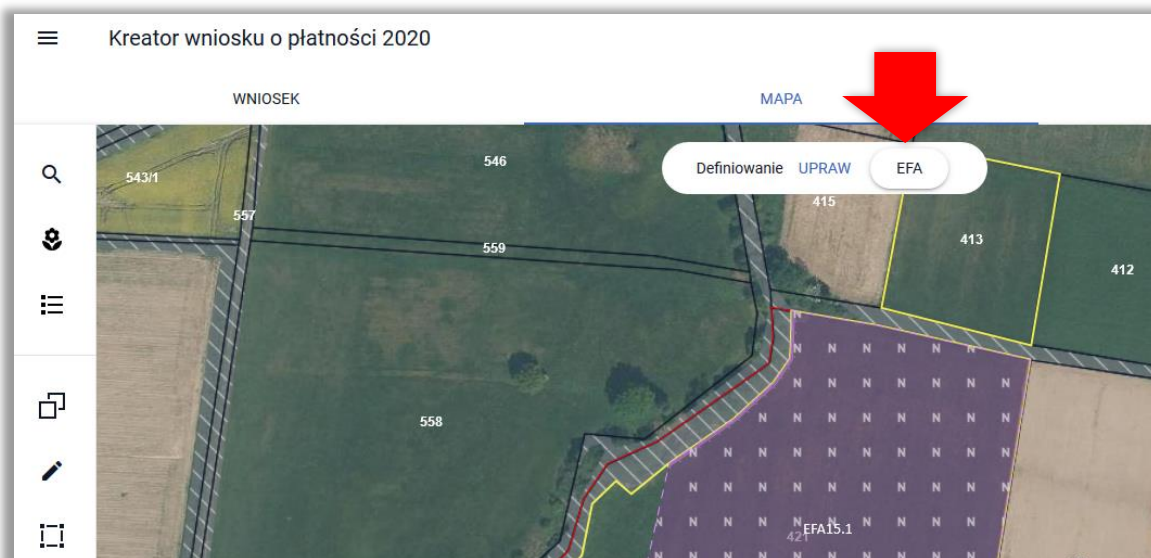 Kreator wniosku o płatności 2020
WNIOSEK
MAPA
Definiowanie UPRAW EFA
546
543/1
557
415
559
413
412
558
N
N N N N N N
N N N N N N N
N N N N N N N N
N N N N N N N N N N
N N N N N N N N N N
N N N N N N N N N N N
EFA15.1
421
N N N N N N N N N N N